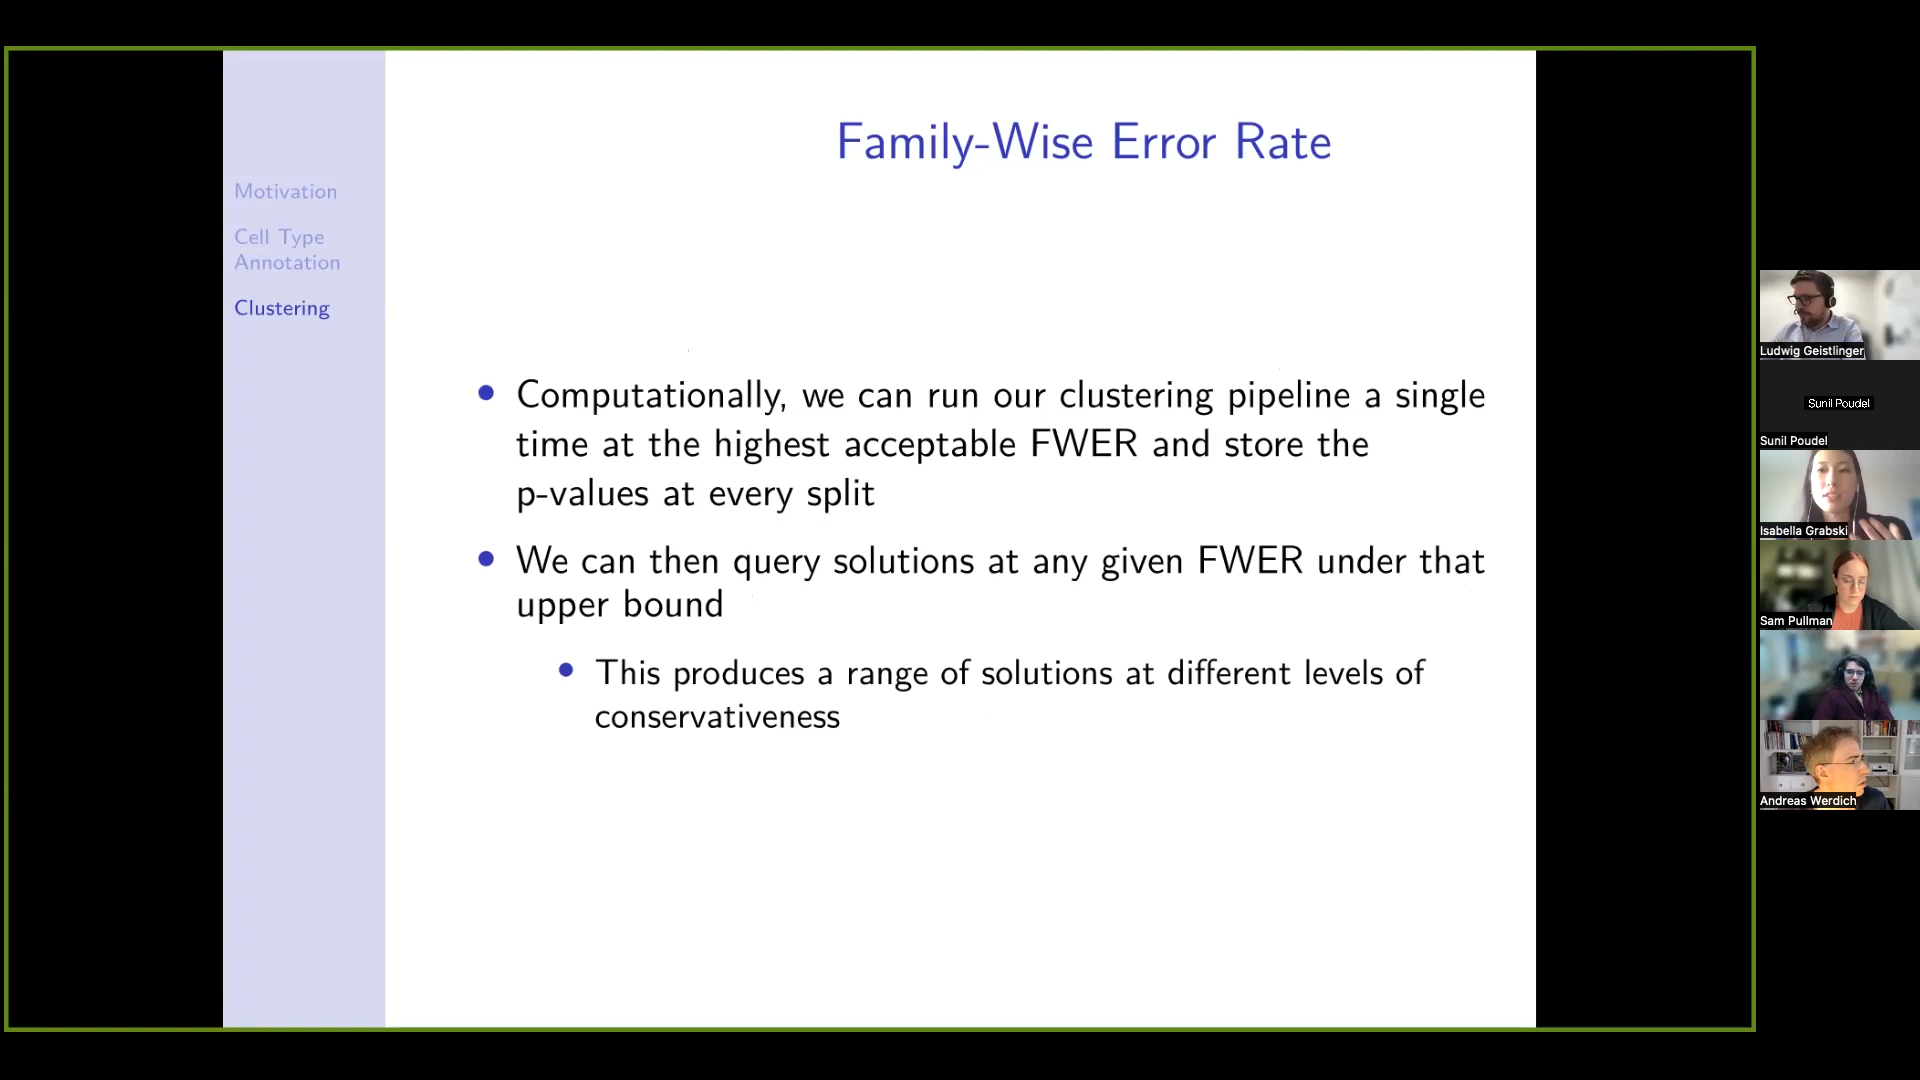 Family-Wise Error Rate
Motivation
Cell Type
Annotation
Clustering
• Computationally, we can run our clustering pipeline a single
time at the highest acceptable FWER and store the
p-values at every split
• We can then query solutions at any given FWER under that
upper bound
• This produces a range of solutions at different levels of
conservativeness
Ludwig Geistlinger
Sunil Poudel
Sunil Poudel
Isabella Grabski
Sam Pullman
Andreas Werdich